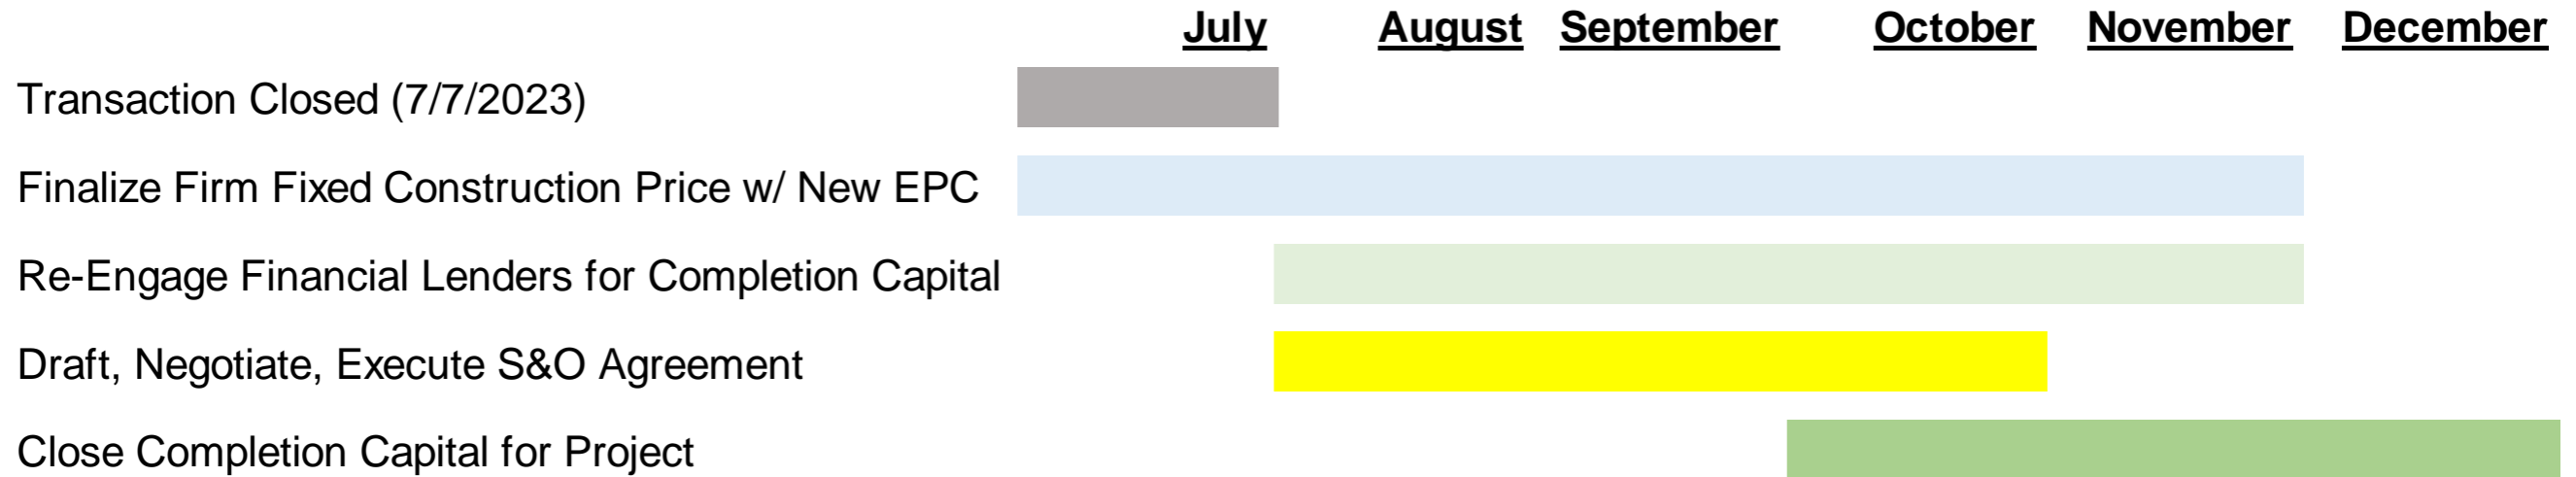 July August September October November December
Transaction Closed (7/7/2023)
Finalize Firm Fixed Construction Price w/ New EPC
Re-Engage Financial Lenders for Completion Capital
Draft, Negotiate, Execute S&O Agreement
Close Completion Capital for Project